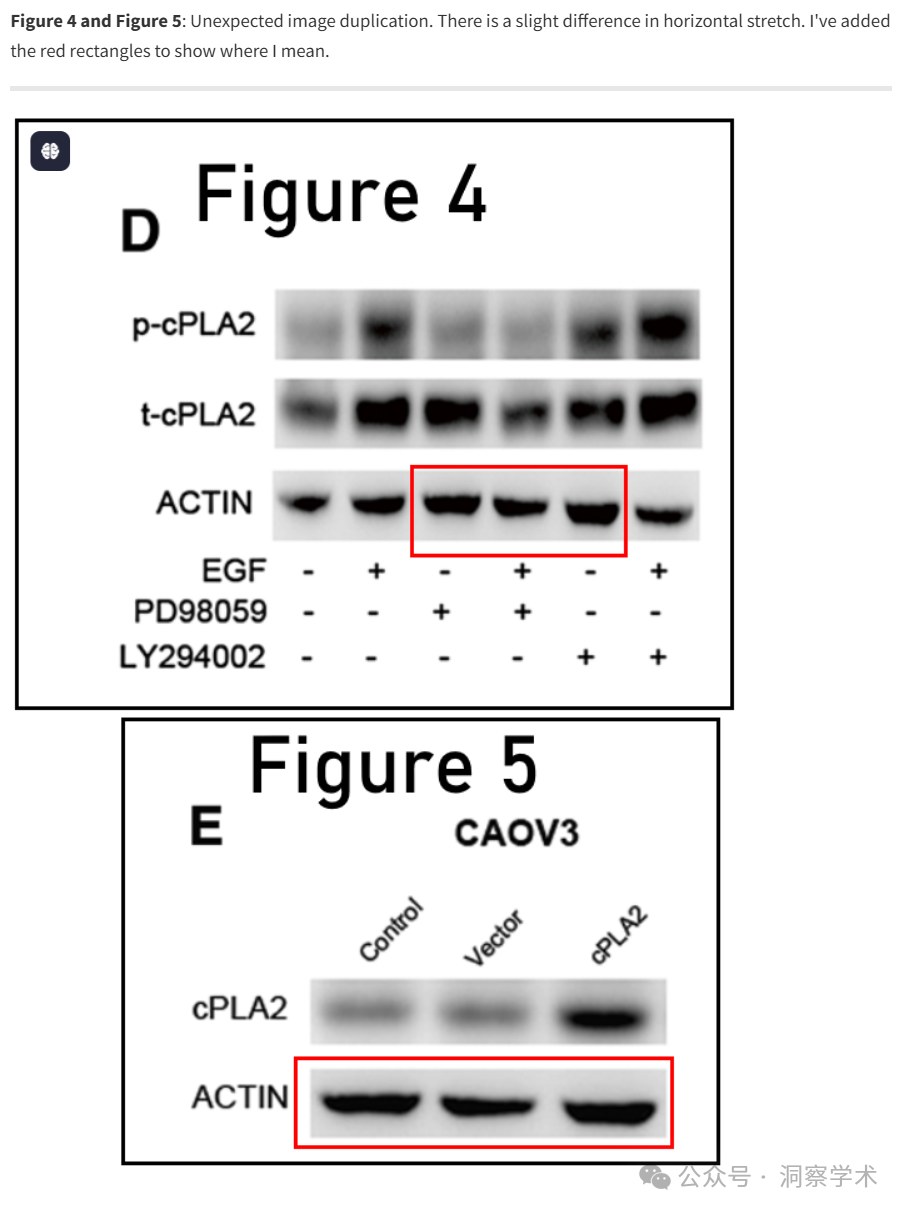 Figure 4 and Figure 5: Unexpected image duplication. There is a slight difference in horizontal stretch. I've added
the red rectangles to show where I mean.
Figure 4
D
p-cPLA2
t-cPLA2
ACTIN
EGF - + - + - +
PD98059 - - + + - -
LY294002 - - - - + +
Figure 5
E
CAOV3
Control Vector cPLA2
cPLA2
ACTIN
公众号 · 洞察学术